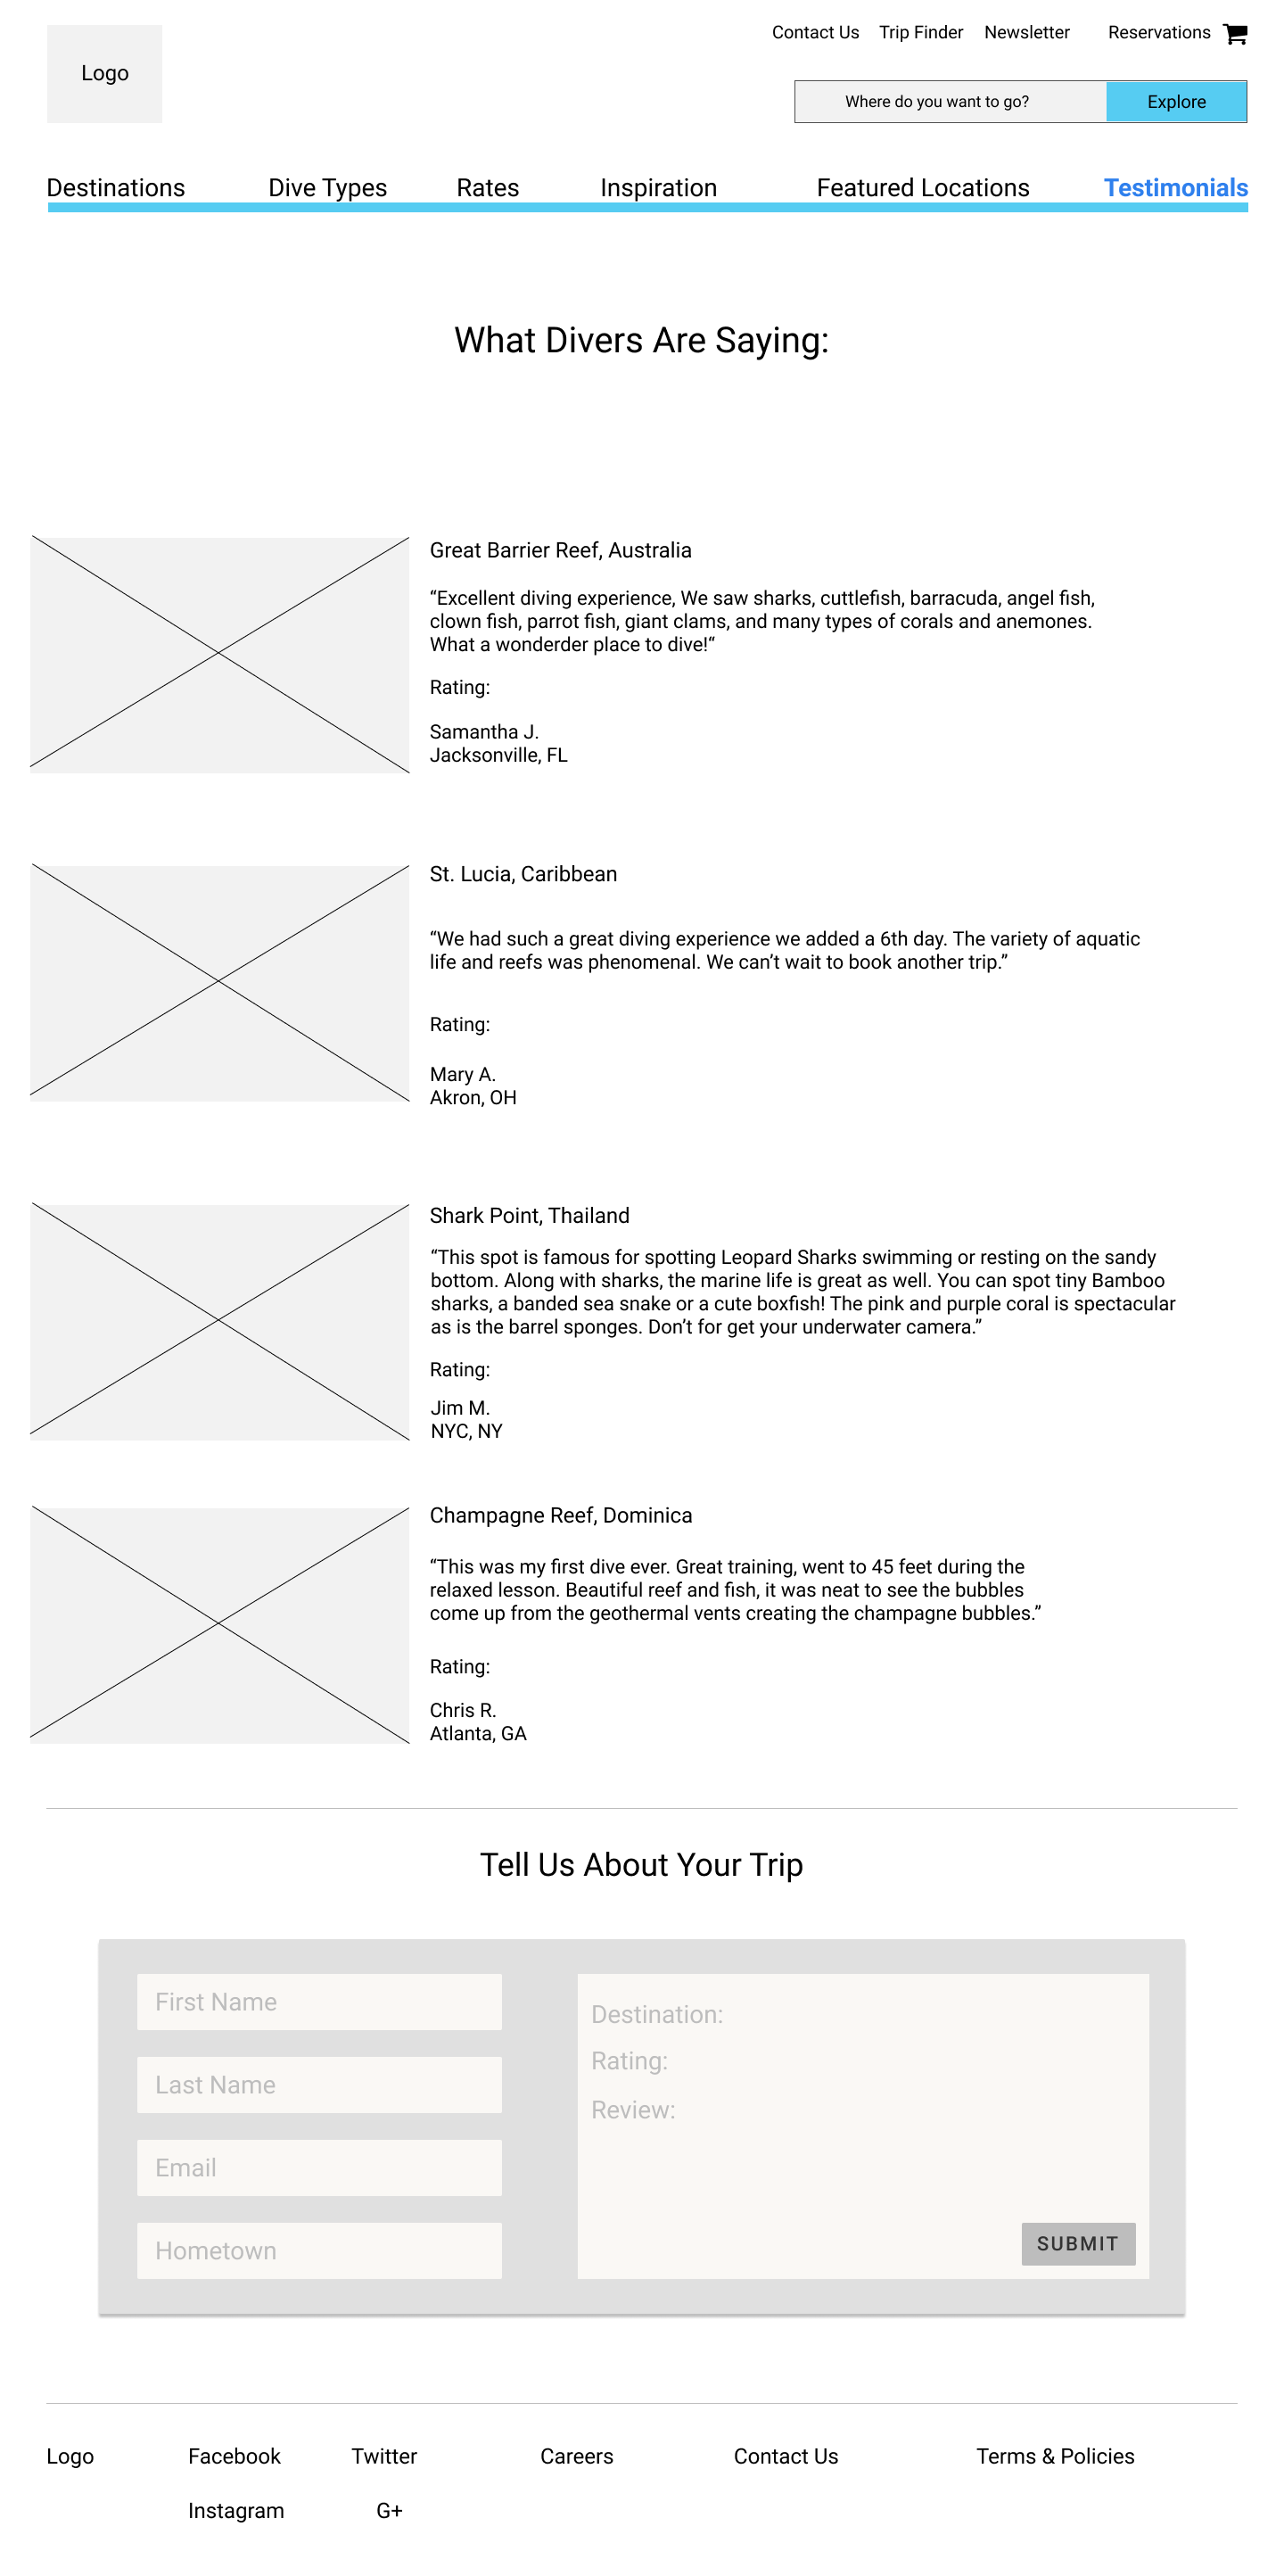 Logo
Contact Us Trip Finder Newsletter Reservations
Where do you want to go? Explore
Destinations Dive Types Rates Inspiration Featured Locations Testimonials
What Divers Are Saying:
Great Barrier Reef, Australia
“Excellent diving experience, We saw sharks, cuttlefish, barracuda, angel fish,
clown fish, parrot fish, giant clams, and many types of corals and anemones.
What a wonderder place to dive!“
Rating:
Samantha J.
Jacksonville, FL
St. Lucia, Caribbean
“We had such a great diving experience we added a 6th day. The variety of aquatic
life and reefs was phenomenal. We can’t wait to book another trip.”
Rating:
Mary A.
Akron, OH
Shark Point, Thailand
“This spot is famous for spotting Leopard Sharks swimming or resting on the sandy
bottom. Along with sharks, the marine life is great as well. You can spot tiny Bamboo
sharks, a banded sea snake or a cute boxfish! The pink and purple coral is spectacular
as is the barrel sponges. Don’t for get your underwater camera.”
Rating:
Jim M.
NYC, NY
Champagne Reef, Dominica
“This was my first dive ever. Great training, went to 45 feet during the
relaxed lesson. Beautiful reef and fish, it was neat to see the bubbles
come up from the geothermal vents creating the champagne bubbles.”
Rating:
Chris R.
Atlanta, GA
Tell Us About Your Trip
First Name
Last Name
Email
Hometown
Destination:
Rating:
Review:
SUBMIT
Logo Facebook Twitter Careers Contact Us Terms & Policies
Instagram G+